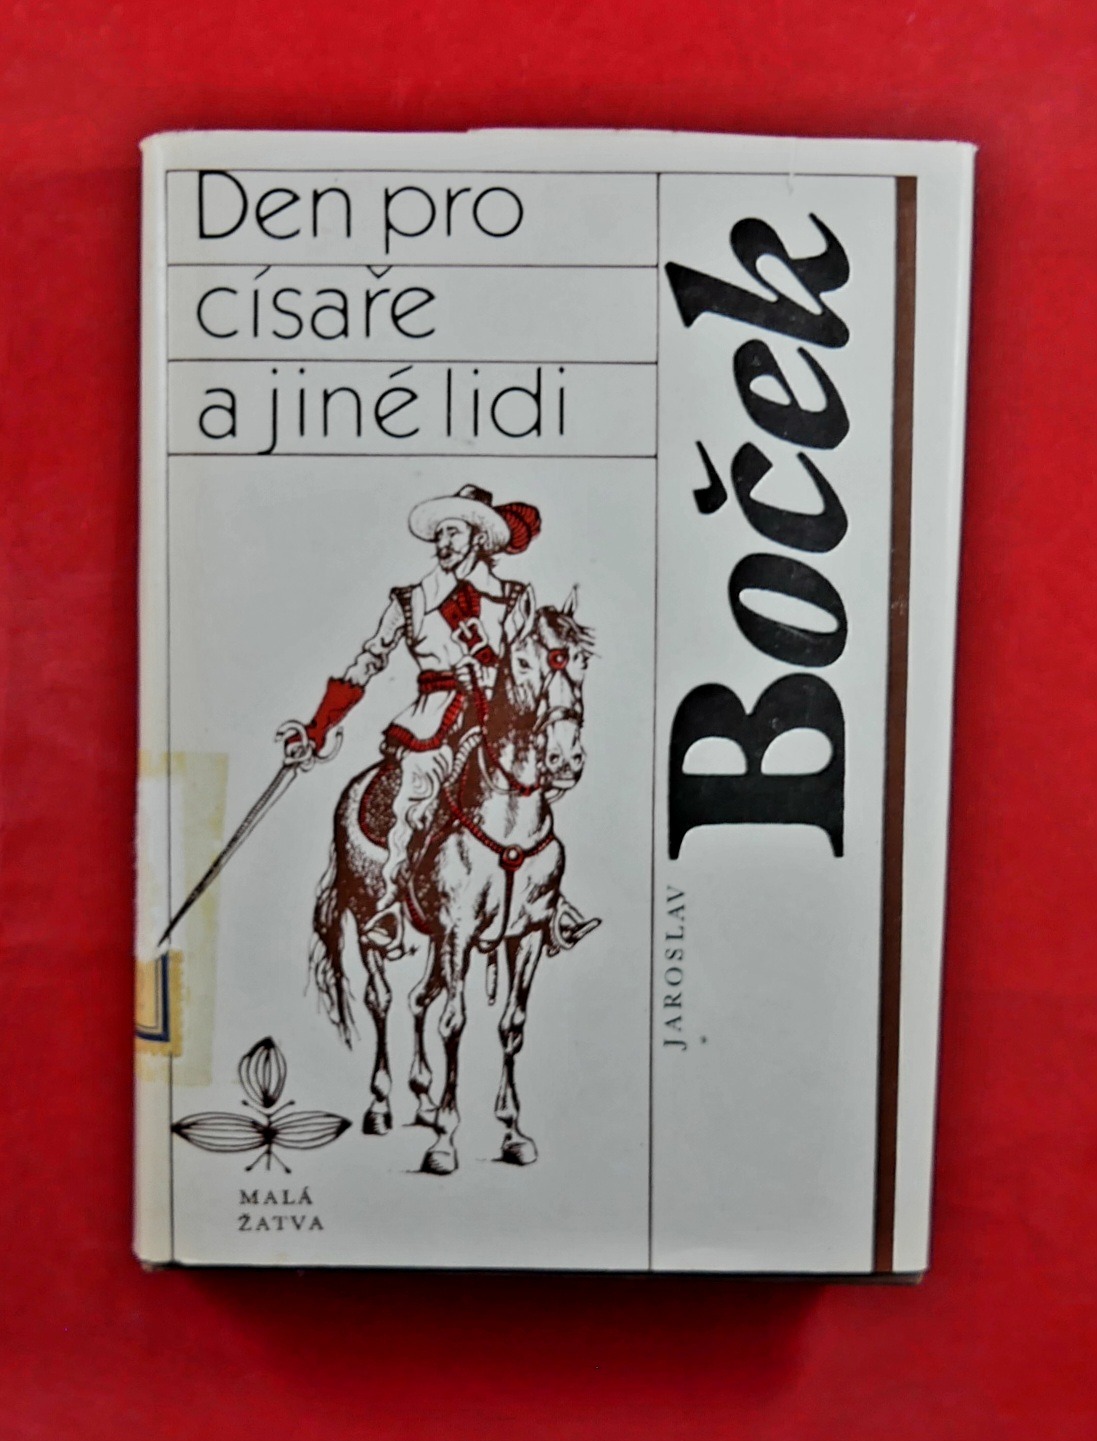 Den pro
císaře
a jiné lidi
JAROSLAV
Boček
MALÁ
ŽATVA